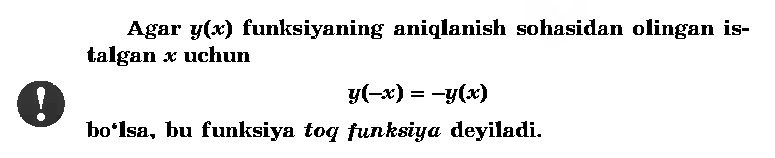 Agar y(x) funksiyaning aniqlanish sohasidan olingan is-
talgan x uchun
y(–x) = –y(x)
bo‘lsa, bu funksiya toq funksiya deyiladi.